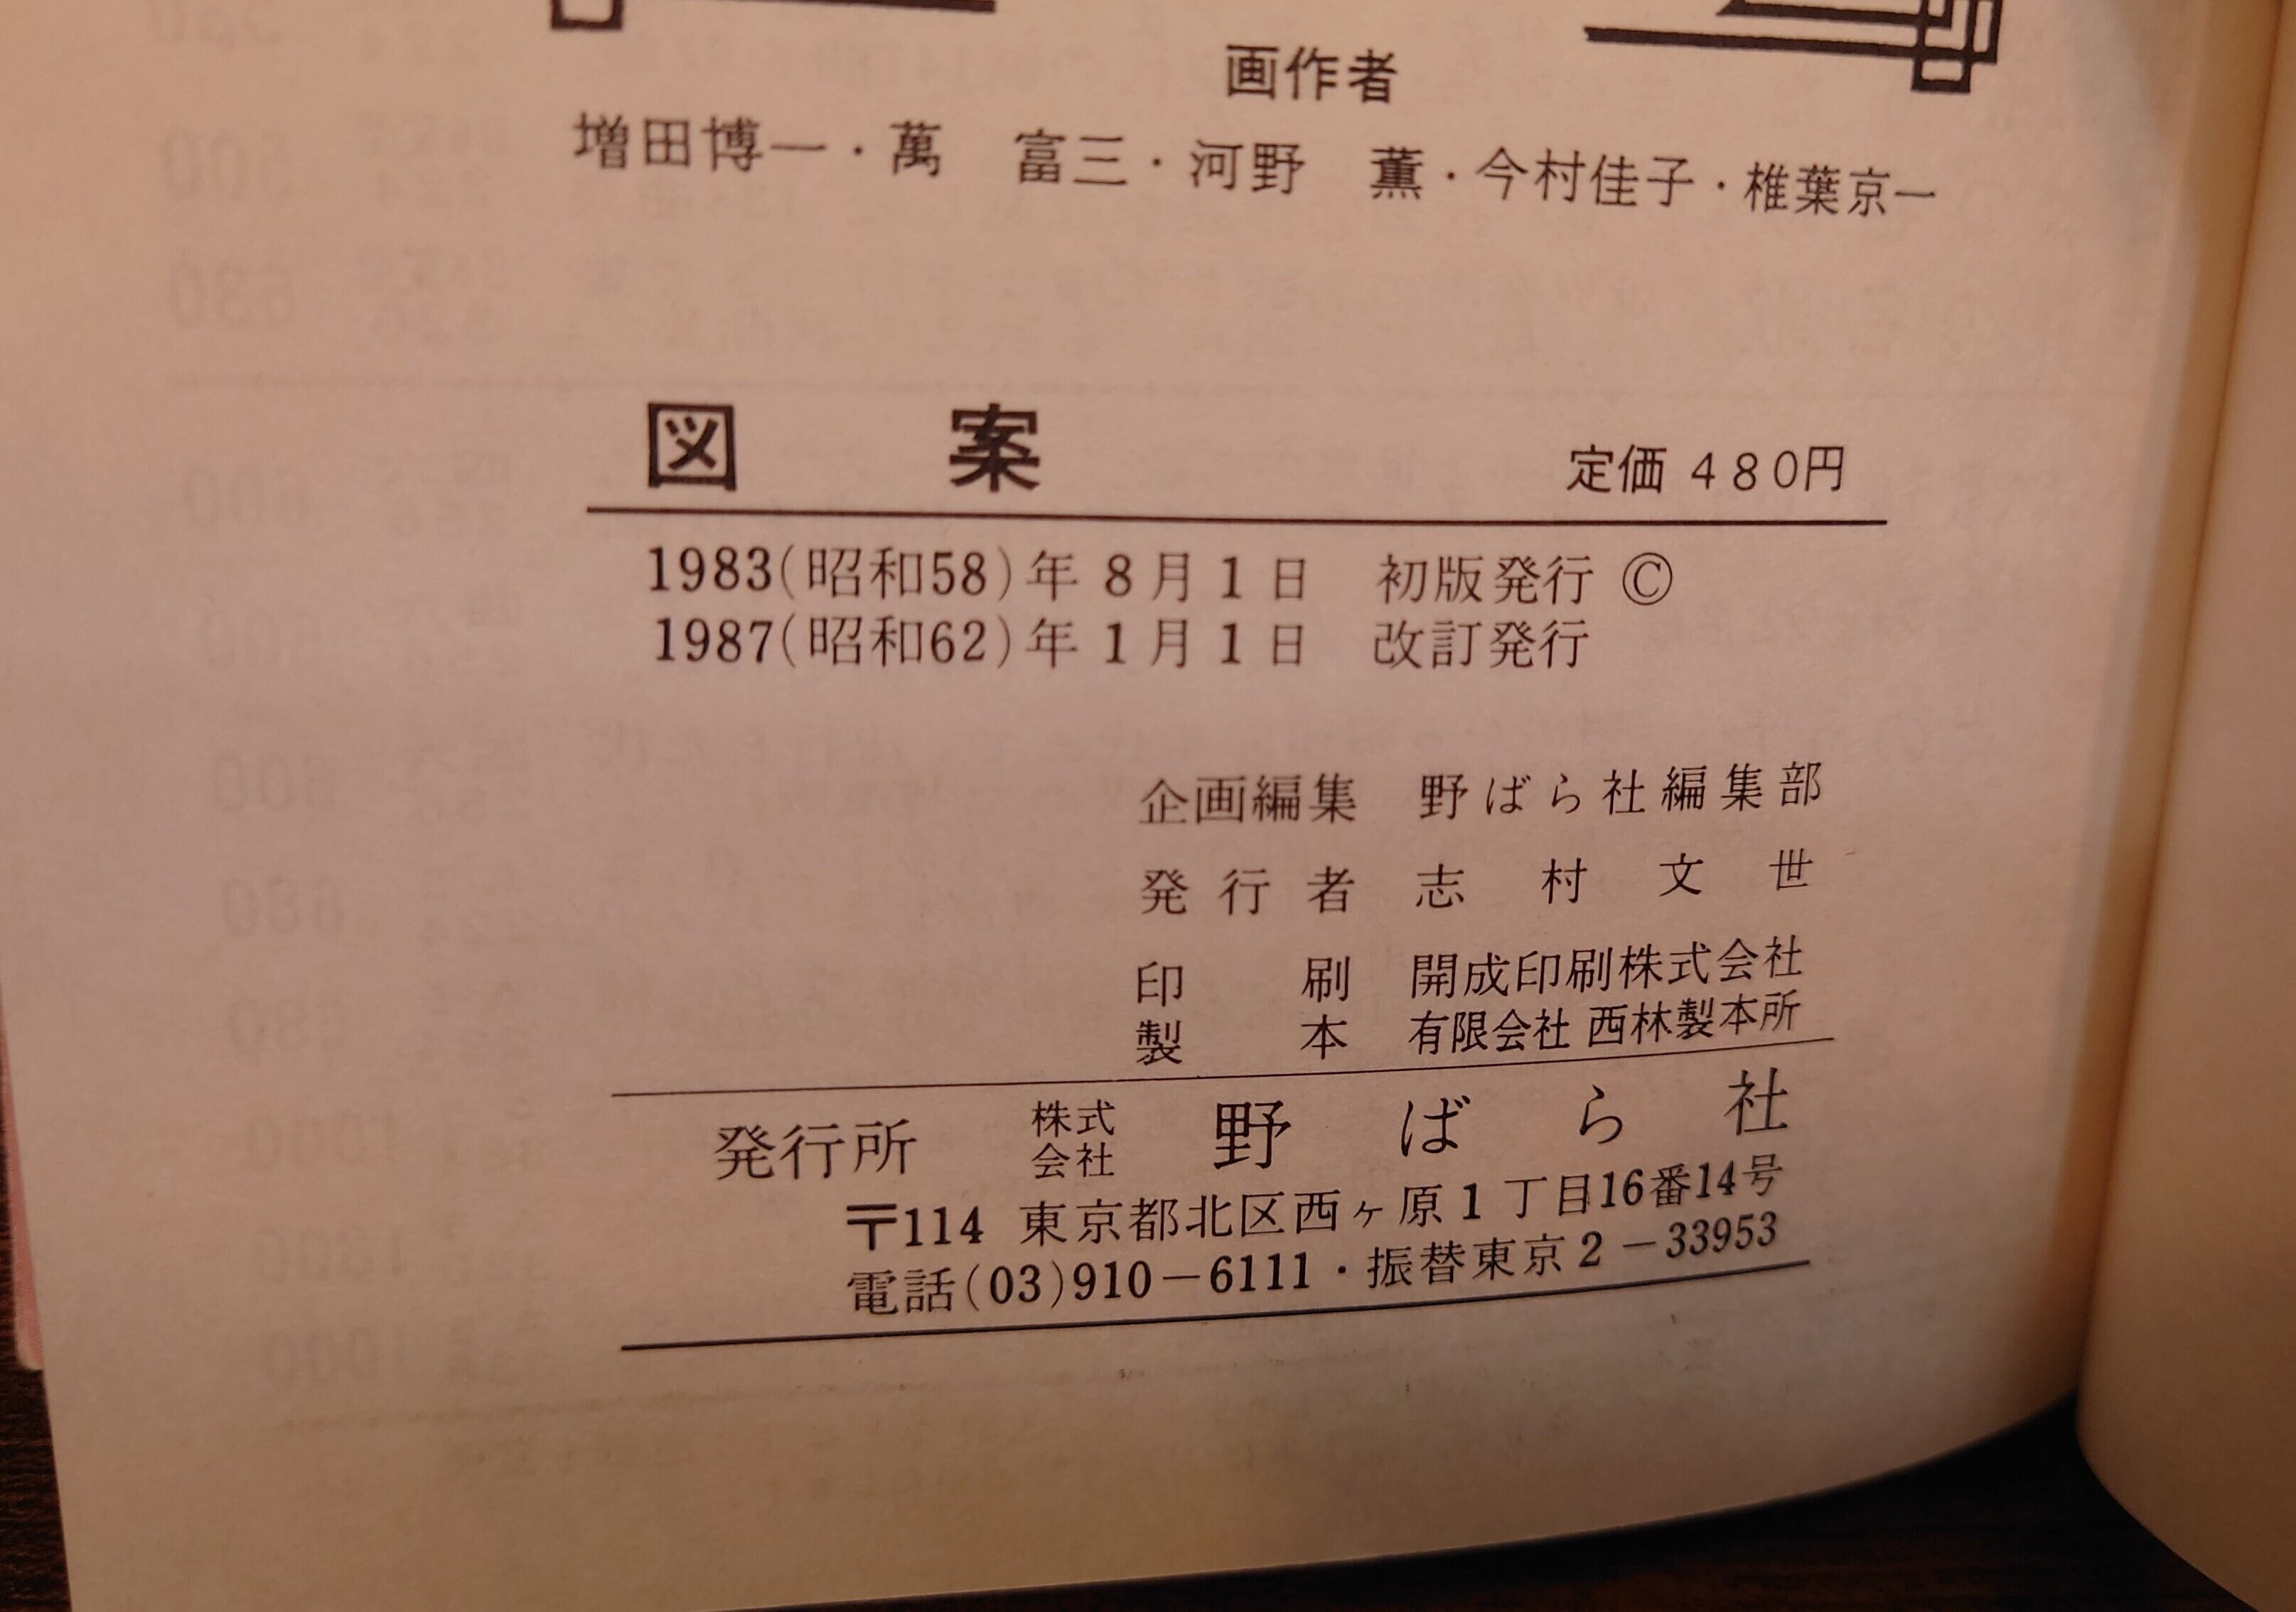 画作者
増田博一・萬　富三・河野　薫・今村佳子・椎葉京一
図　案　定価 480円
1983(昭和58)年 8月1日　初版発行 ©
1987(昭和62)年 1月1日　改訂発行
企画編集　野ばら社編集部
発行者　志村文世
印刷　開成印刷株式会社
製本　有限会社 西林製本所
発行所　株式会社　野ばら社
〒114 東京都北区西ヶ原1丁目16番14号
電話(03)910－6111・振替東京2－33953